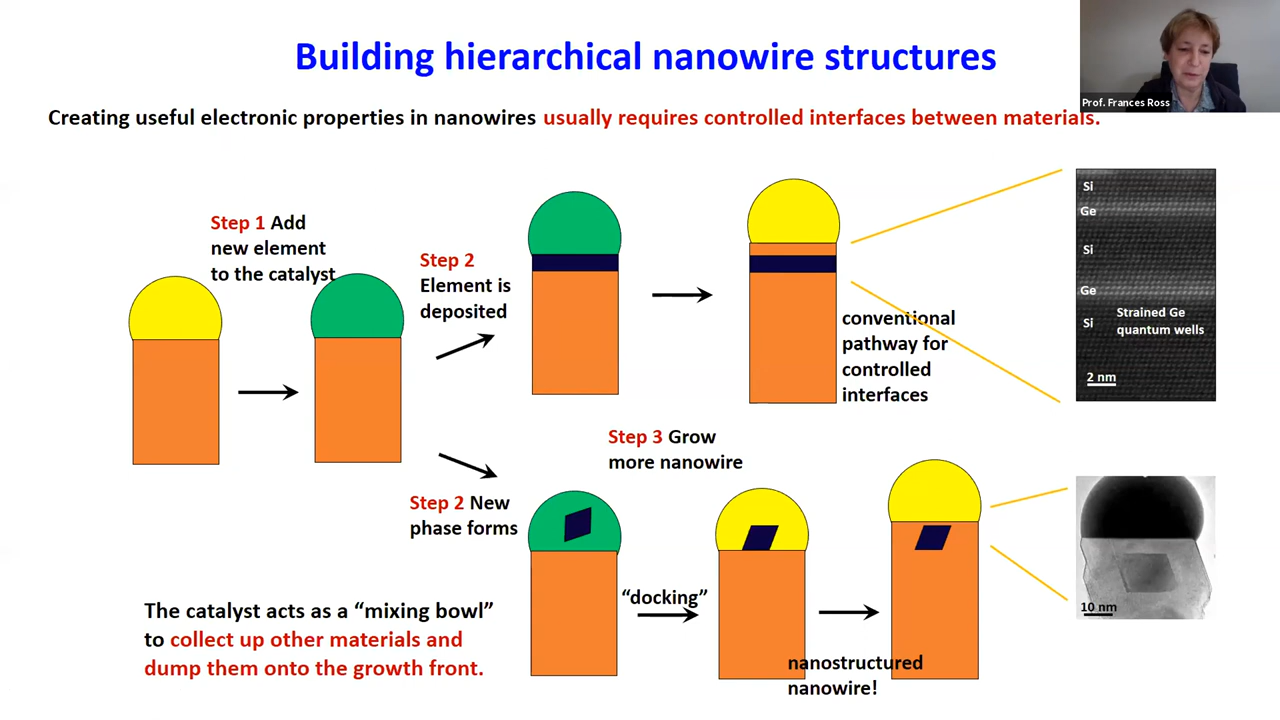 Building hierarchical nanowire structures
Prof. Frances Ross
Creating useful electronic properties in nanowires usually requires controlled interfaces between materials.
Step 1 Add
new element
to the catalyst
Step 2
Element is
deposited
conventional
pathway for
controlled
interfaces
Si
Ge
Si
Ge
Si
Strained Ge
quantum wells
2 nm
Step 2 New
phase forms
Step 3 Grow
more nanowire
"docking"
nanostructured
nanowire!
10 nm
The catalyst acts as a “mixing bowl”
to collect up other materials and
dump them onto the growth front.